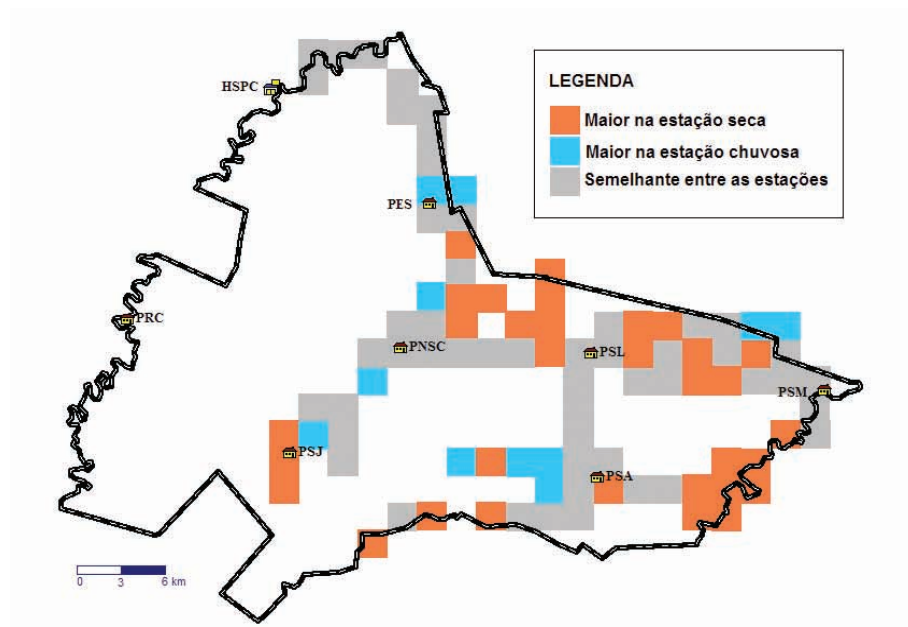 HSPC
LEGENDA
Maior na estação seca
Maior na estação chuvosa
Semelhante entre as estações
PES
PRC
PNSC
PSL
PSM
PSJ
PSA
0 3 6 km